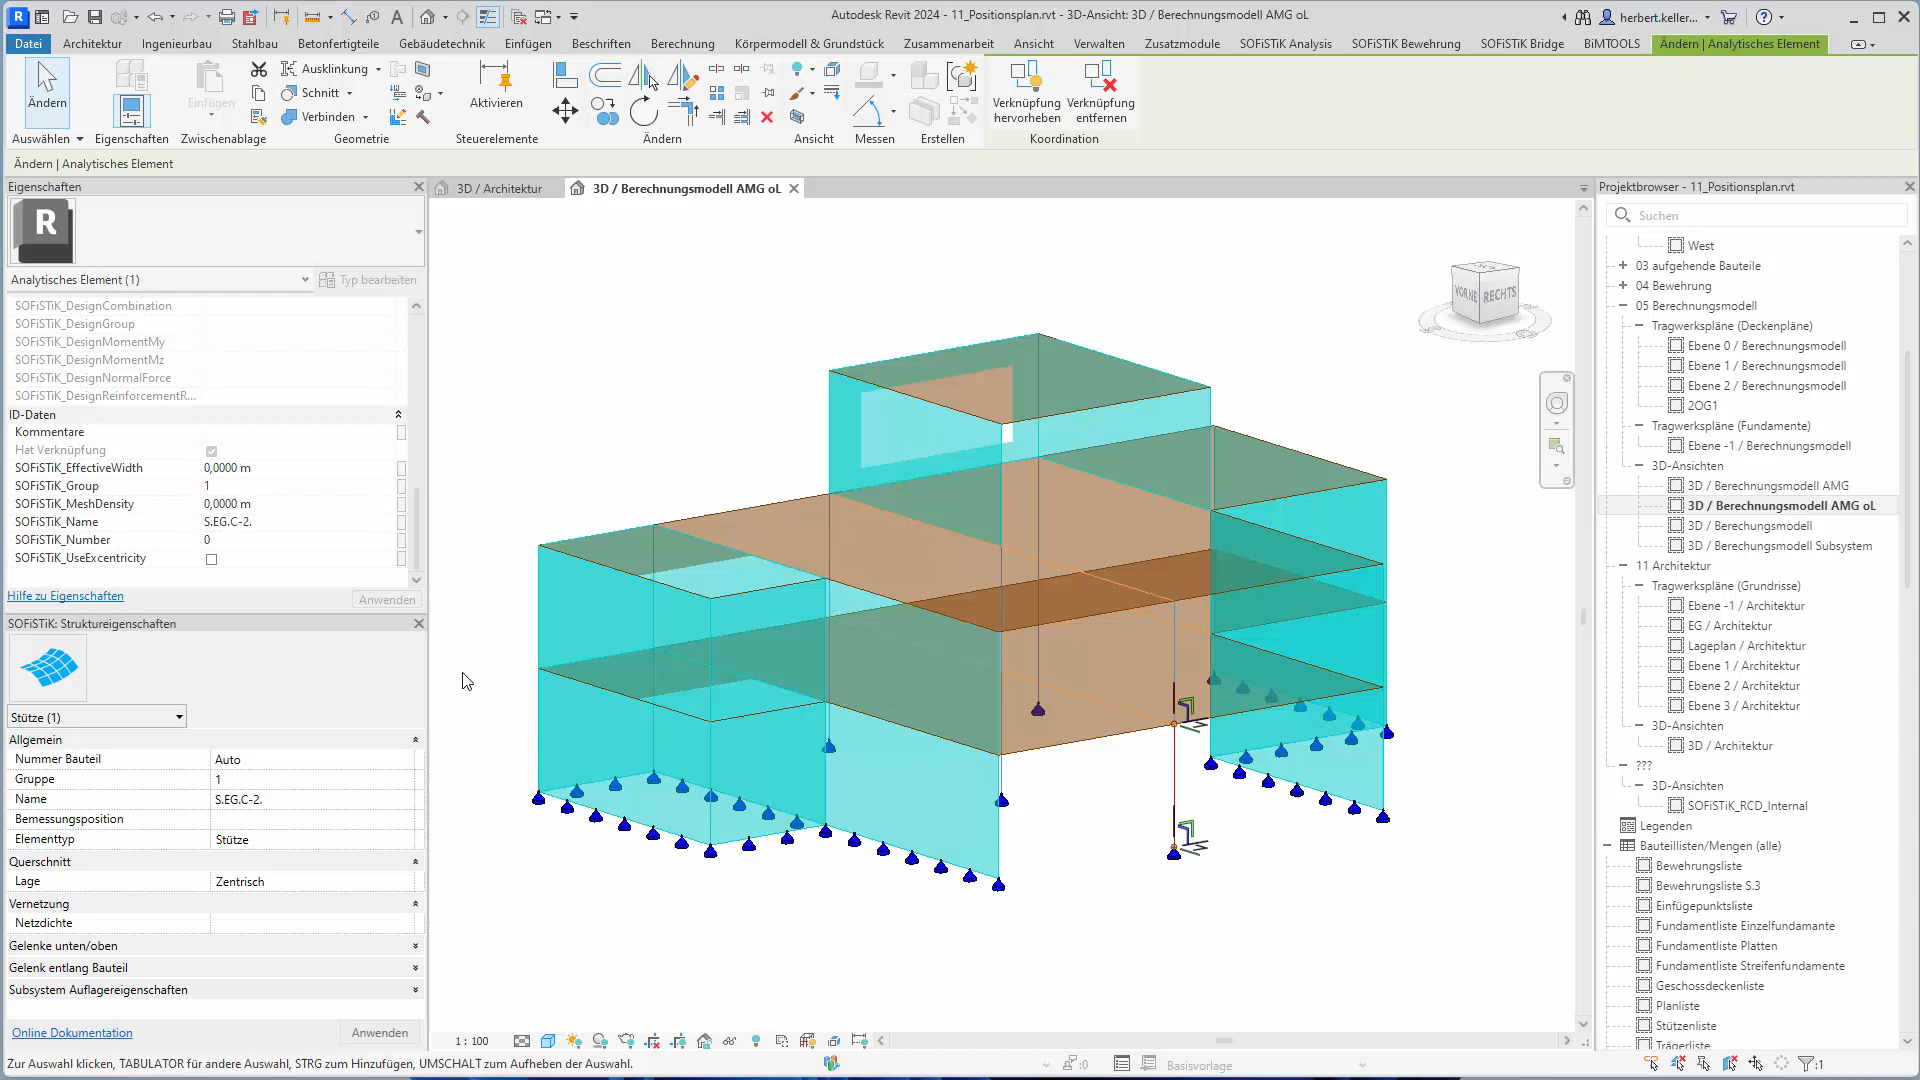 Autodesk Revit 2024 - 11_Positionsplan.rvt - 3D-Ansicht: 3D / Berechnungsmodell AMG oL
herbert.keller...
Datei Architektur Ingenieurbau Stahlbau Betonfertigteile Gebäudetechnik Einfügen Beschriften Berechnung Körpermodell & Grundstück Zusammenarbeit Ansicht Verwalten Zusatzmodule SOFiSTiK Analysis SOFiSTiK Bewehrung SOFiSTiK Bridge BiMTOOLS Ändern | Analytisches Element
Ändern
Einfügen
Ausklinkung
Schnitt
Verbinden
Aktivieren
Verknüpfung hervorheben
Verknüpfung entfernen
Auswählen Eigenschaften Zwischenablage Geometrie Steuerelemente Ändern Ansicht Messen Erstellen Koordination
Ändern | Analytisches Element
Eigenschaften
R
Analytisches Element (1)
Typ bearbeiten
SOFiSTiK_DesignCombination
SOFiSTiK_DesignGroup
SOFiSTiK_DesignMomentMy
SOFiSTiK_DesignMomentMz
SOFiSTiK_DesignNormalForce
SOFiSTiK_DesignReinforcementR...
ID-Daten
Kommentare
Hat Verknüpfung
SOFiSTiK_EffectiveWidth 0,0000 m
SOFiSTiK_Group 1
SOFiSTiK_MeshDensity 0,0000 m
SOFiSTiK_Name S.EG.C-2.
SOFiSTiK_Number 0
SOFiSTiK_UseExcentricity
Hilfe zu Eigenschaften
Anwenden
SOFiSTiK: Struktureigenschaften
Stütze (1)
Allgemein
Nummer Bauteil Auto
Gruppe 1
Name S.EG.C-2.
Bemessungsposition
Elementtyp Stütze
Querschnitt
Lage Zentrisch
Vernetzung
Netzdichte
Gelenke unten/oben
Gelenk entlang Bauteil
Subsystem Auflagereigenschaften
Online Dokumentation
Anwenden
3D / Architektur
3D / Berechnungsmodell AMG oL
VORNE
RECHTS
1 : 100
Projektbrowser - 11_Positionsplan.rvt
Suchen
West
03 aufgehende Bauteile
04 Bewehrung
05 Berechnungsmodell
Tragwerkspläne (Deckenpläne)
Ebene 0 / Berechnungsmodell
Ebene 1 / Berechnungsmodell
Ebene 2 / Berechnungsmodell
2OG1
Tragwerkspläne (Fundamente)
Ebene -1 / Berechnungsmodell
3D-Ansichten
3D / Berechnungsmodell AMG
3D / Berechnungsmodell AMG oL
3D / Berechungsmodell
3D / Berechungsmodell Subsystem
11 Architektur
Tragwerkspläne (Grundrisse)
Ebene -1 / Architektur
EG / Architektur
Lageplan / Architektur
Ebene 1 / Architektur
Ebene 2 / Architektur
Ebene 3 / Architektur
3D-Ansichten
3D / Architektur
???
3D-Ansichten
SOFiSTiK_RCD_Internal
Legenden
Bauteillisten/Mengen (alle)
Bewehrungsliste
Bewehrungsliste S.3
Einfügepunktsliste
Fundamentliste Einzelfundamante
Fundamentliste Platten
Fundamentliste Streifenfundamente
Geschossdeckenliste
Planliste
Stützenliste
Trägerliste
Zur Auswahl klicken, TABULATOR für andere Auswahl, STRG zum Hinzufügen, UMSCHALT zum Aufheben der Auswahl.
:0
Basisvorlage
:1